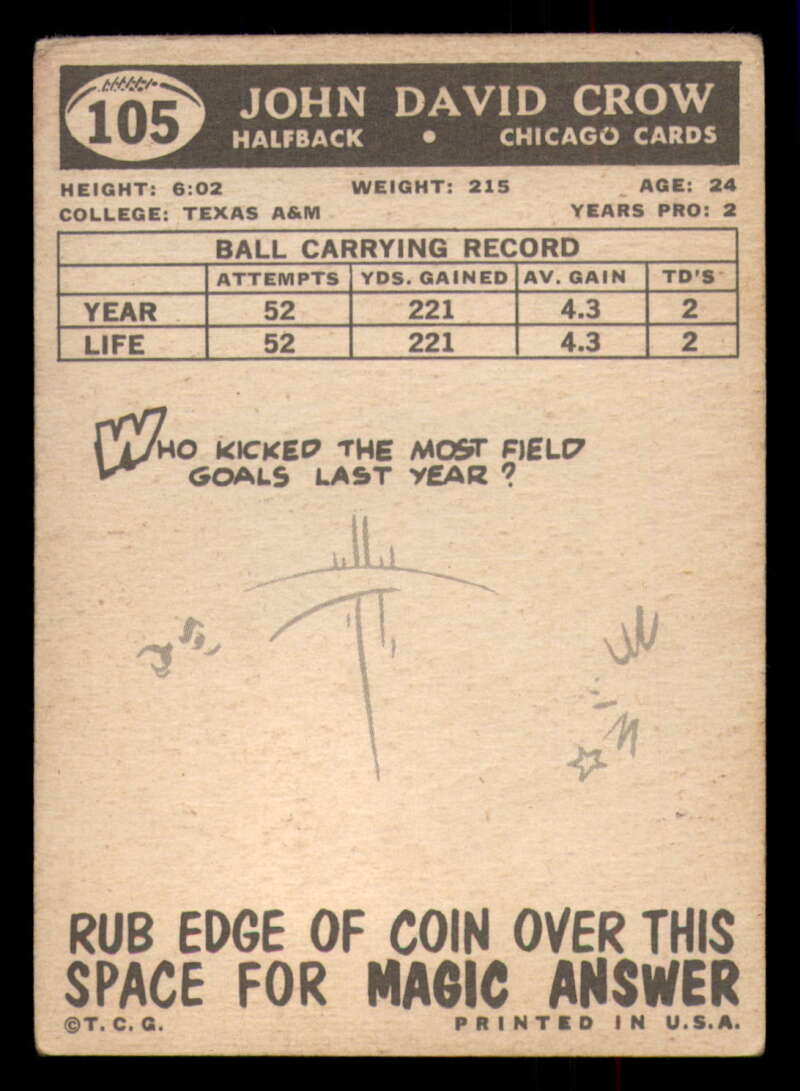 105
JOHN DAVID CROW
HALFBACK • CHICAGO CARDS
HEIGHT: 6:02 WEIGHT: 215 AGE: 24
COLLEGE: TEXAS A&M YEARS PRO: 2
BALL CARRYING RECORD
ATTEMPTS YDS. GAINED AV. GAIN TD'S
YEAR 52 221 4.3 2
LIFE 52 221 4.3 2
WHO KICKED THE MOST FIELD
GOALS LAST YEAR?
RUB EDGE OF COIN OVER THIS
SPACE FOR MAGIC ANSWER
©T.C.G. PRINTED IN U.S.A.